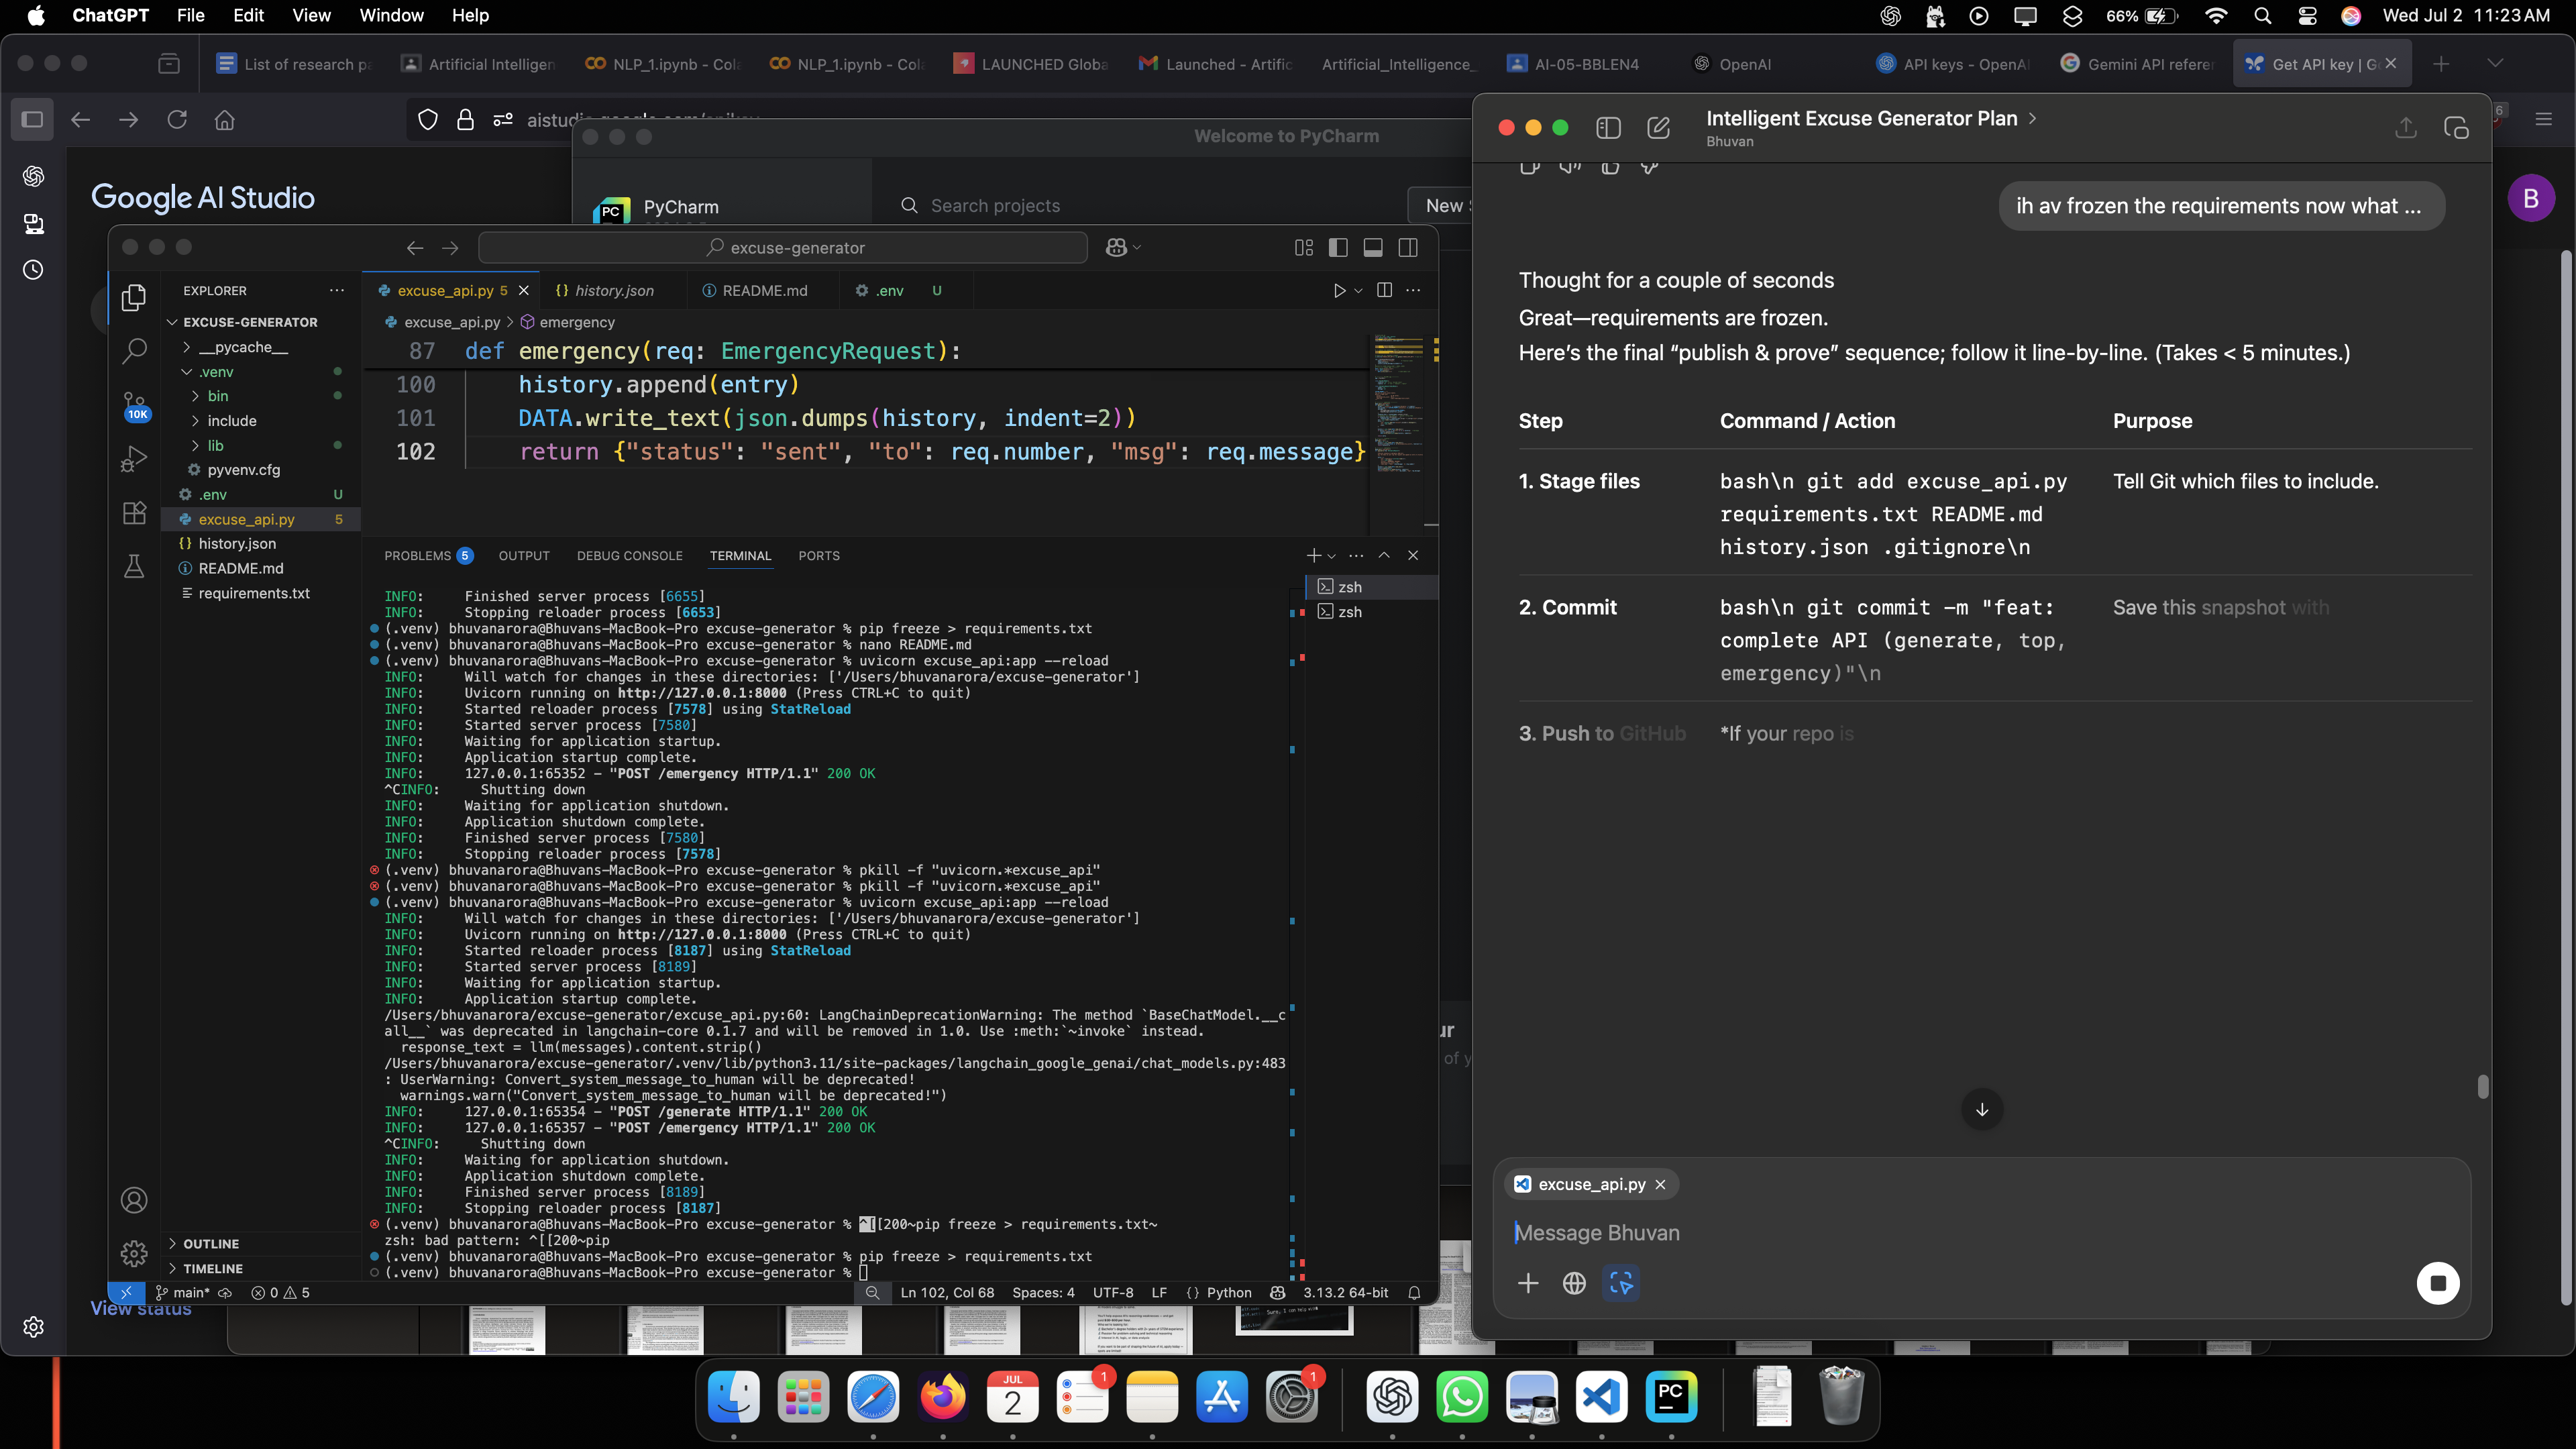 ChatGPT File Edit View Window Help
66% Wed Jul 2 11:23 AM
List of research pa
Artificial Intelligen
NLP_1.ipynb - Col
NLP_1.ipynb - Col
LAUNCHED Globa
Launched - Artific
Artificial_Intelligence_
AI-05-BBLEN4
OpenAI
API keys - OpenAI
Gemini API referen
Get API key | G
Google AI Studio
B
View status
Welcome to PyCharm
PC PyCharm
Search projects
New
excuse-generator
EXPLORER
EXCUSE-GENERATOR
__pycache__
.venv
bin
include
lib
pyvenv.cfg
.env U
excuse_api.py 5
history.json
README.md
requirements.txt
10K
OUTLINE
TIMELINE
excuse_api.py 5
{} history.json
README.md
.env U
excuse_api.py > emergency
87 def emergency(req: EmergencyRequest):
100 history.append(entry)
101 DATA.write_text(json.dumps(history, indent=2))
102 return {"status": "sent", "to": req.number, "msg": req.message}
PROBLEMS 5 OUTPUT DEBUG CONSOLE TERMINAL PORTS
zsh
zsh
INFO: Finished server process [6655]
INFO: Stopping reloader process [6653]
(.venv) bhuvanarora@Bhuvans-MacBook-Pro excuse-generator % pip freeze > requirements.txt
(.venv) bhuvanarora@Bhuvans-MacBook-Pro excuse-generator % nano README.md
(.venv) bhuvanarora@Bhuvans-MacBook-Pro excuse-generator % uvicorn excuse_api:app --reload
INFO: Will watch for changes in these directories: ['/Users/bhuvanarora/excuse-generator']
INFO: Uvicorn running on http://127.0.0.1:8000 (Press CTRL+C to quit)
INFO: Started reloader process [7578] using StatReload
INFO: Started server process [7580]
INFO: Waiting for application startup.
INFO: Application startup complete.
INFO: 127.0.0.1:65352 - "POST /emergency HTTP/1.1" 200 OK
^CINFO: Shutting down
INFO: Waiting for application shutdown.
INFO: Application shutdown complete.
INFO: Finished server process [7580]
INFO: Stopping reloader process [7578]
(.venv) bhuvanarora@Bhuvans-MacBook-Pro excuse-generator % pkill -f "uvicorn.*excuse_api"
(.venv) bhuvanarora@Bhuvans-MacBook-Pro excuse-generator % pkill -f "uvicorn.*excuse_api"
(.venv) bhuvanarora@Bhuvans-MacBook-Pro excuse-generator % uvicorn excuse_api:app --reload
INFO: Will watch for changes in these directories: ['/Users/bhuvanarora/excuse-generator']
INFO: Uvicorn running on http://127.0.0.1:8000 (Press CTRL+C to quit)
INFO: Started reloader process [8187] using StatReload
INFO: Started server process [8189]
INFO: Waiting for application startup.
INFO: Application startup complete.
/Users/bhuvanarora/excuse-generator/excuse_api.py:60: LangChainDeprecationWarning: The method `BaseChatModel.__c
all__` was deprecated in langchain-core 0.1.7 and will be removed in 1.0. Use :meth:`~invoke` instead.
response_text = llm(messages).content.strip()
/Users/bhuvanarora/excuse-generator/.venv/lib/python3.11/site-packages/langchain_google_genai/chat_models.py:483
: UserWarning: Convert_system_message_to_human will be deprecated!
warnings.warn("Convert_system_message_to_human will be deprecated!")
INFO: 127.0.0.1:65354 - "POST /generate HTTP/1.1" 200 OK
INFO: 127.0.0.1:65357 - "POST /emergency HTTP/1.1" 200 OK
^CINFO: Shutting down
INFO: Waiting for application shutdown.
INFO: Application shutdown complete.
INFO: Finished server process [8189]
INFO: Stopping reloader process [8187]
(.venv) bhuvanarora@Bhuvans-MacBook-Pro excuse-generator % ^[[200~pip freeze > requirements.txt~
zsh: bad pattern: ^[[200~pip
(.venv) bhuvanarora@Bhuvans-MacBook-Pro excuse-generator % pip freeze > requirements.txt
(.venv) bhuvanarora@Bhuvans-MacBook-Pro excuse-generator %
main* 0 5 Ln 102, Col 68 Spaces: 4 UTF-8 LF {} Python 3.13.2 64-bit
Intelligent Excuse Generator Plan >
Bhuvan
ih av frozen the requirements now what ...
Thought for a couple of seconds
Great—requirements are frozen.
Here’s the final “publish & prove” sequence; follow it line-by-line. (Takes < 5 minutes.)
Step Command / Action Purpose
1. Stage files bash\n git add excuse_api.py Tell Git which files to include.
requirements.txt README.md
history.json .gitignore\n
2. Commit bash\n git commit -m "feat: Save this snapshot with
complete API (generate, top,
emergency)"\n
3. Push to GitHub *If your repo is
excuse_api.py
Message Bhuvan
JUL
2
1
1
PC